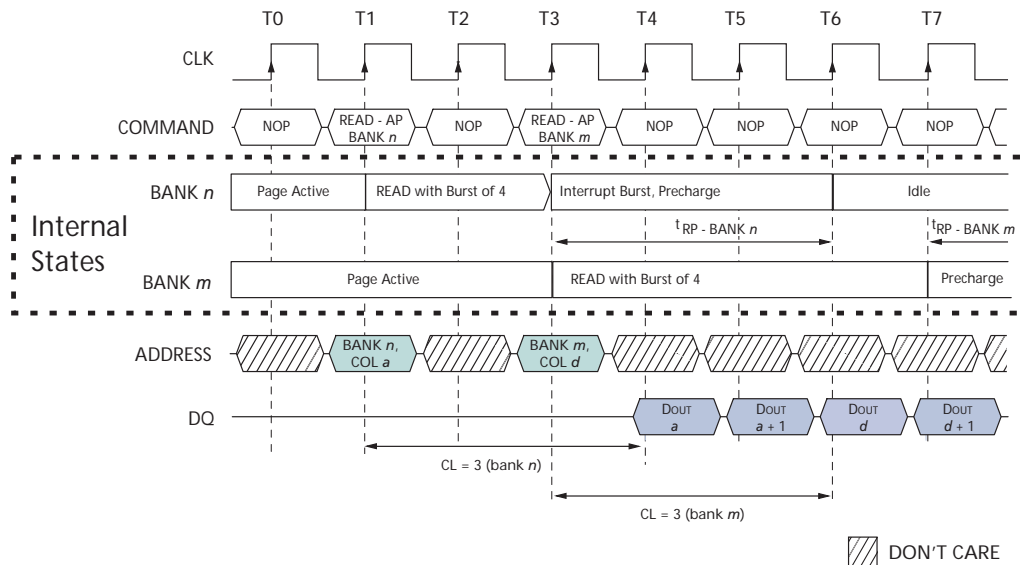 T0 T1 T2 T3 T4 T5 T6 T7
CLK
COMMAND NOP READ - AP BANK n NOP READ - AP BANK m NOP NOP NOP NOP
Internal States
BANK n Page Active READ with Burst of 4 Interrupt Burst, Precharge Idle
tRP - BANK n tRP - BANK m
BANK m Page Active READ with Burst of 4 Precharge
ADDRESS BANK n, COL a BANK m, COL d
DQ DOUT a DOUT a + 1 DOUT d DOUT d + 1
CL = 3 (bank n)
CL = 3 (bank m)
DON'T CARE